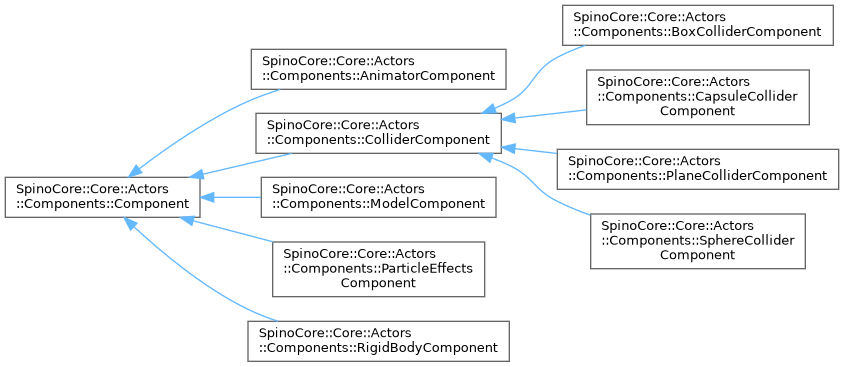 SpinoCore::Core::Actors
::Components::BoxColliderComponent
SpinoCore::Core::Actors
::Components::AnimatorComponent
SpinoCore::Core::Actors
::Components::CapsuleCollider
Component
SpinoCore::Core::Actors
::Components::ColliderComponent
SpinoCore::Core::Actors
::Components::PlaneColliderComponent
SpinoCore::Core::Actors
::Components::Component
SpinoCore::Core::Actors
::Components::ModelComponent
SpinoCore::Core::Actors
::Components::SphereCollider
Component
SpinoCore::Core::Actors
::Components::ParticleEffects
Component
SpinoCore::Core::Actors
::Components::RigidBodyComponent